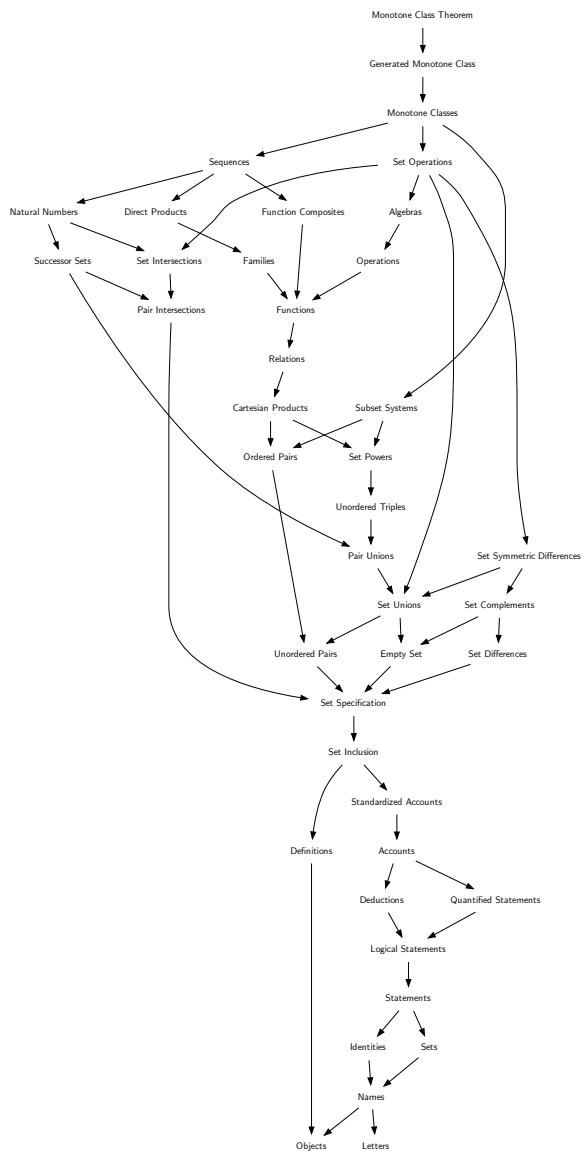 Monotone Class Theorem
Generated Monotone Class
Monotone Classes
Sequences
Set Operations
Natural Numbers
Direct Products
Function Composites
Algebras
Successor Sets
Set Intersections
Families
Operations
Pair Intersections
Functions
Relations
Cartesian Products
Subset Systems
Ordered Pairs
Set Powers
Unordered Triples
Pair Unions
Set Symmetric Differences
Set Unions
Set Complements
Unordered Pairs
Empty Set
Set Differences
Set Specification
Set Inclusion
Standardized Accounts
Definitions
Accounts
Deductions
Quantified Statements
Logical Statements
Statements
Identities
Sets
Names
Objects
Letters